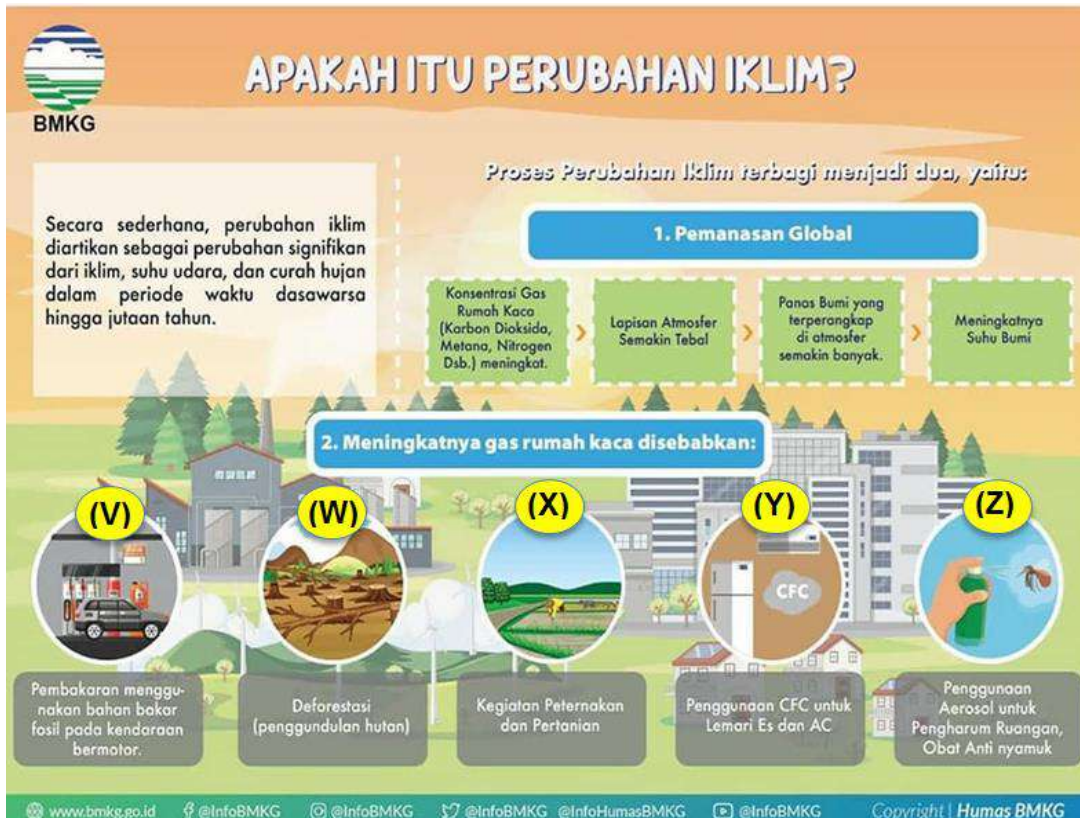 BMKG
APAKAH ITU PERUBAHAN IKLIM?
Secara sederhana, perubahan iklim
diartikan sebagai perubahan signifikan
dari iklim, suhu udara, dan curah hujan
dalam periode waktu dasawarsa
hingga jutaan tahun.
Proses Perubahan Iklim terbagi menjadi dua, yaitu:
1. Pemanasan Global
Konsentrasi Gas
Rumah Kaca
(Karbon Dioksida,
Metana, Nitrogen
Dsb.) meningkat.
Lapisan Atmosfer
Semakin Tebal
Panas Bumi yang
terperangkap
di atmosfer
semakin banyak.
Meningkatnya
Suhu Bumi
2. Meningkatnya gas rumah kaca disebabkan:
(V)
Pembakaran menggu-
nakan bahan bakar
fosil pada kendaraan
bermotor.
(W)
Deforestasi
(penggundulan hutan)
(X)
Kegiatan Peternakan
dan Pertanian
(Y)
CFC
Penggunaan CFC untuk
Lemari Es dan AC
(Z)
Penggunaan
Aerosol untuk
Pengharum Ruangan,
Obat Anti nyamuk
www.bmkg.go.id @InfoBMKG @InfoBMKG @InfoBMKG @InfoHumasBMKG @InfoBMKG Copyright | Humas BMKG